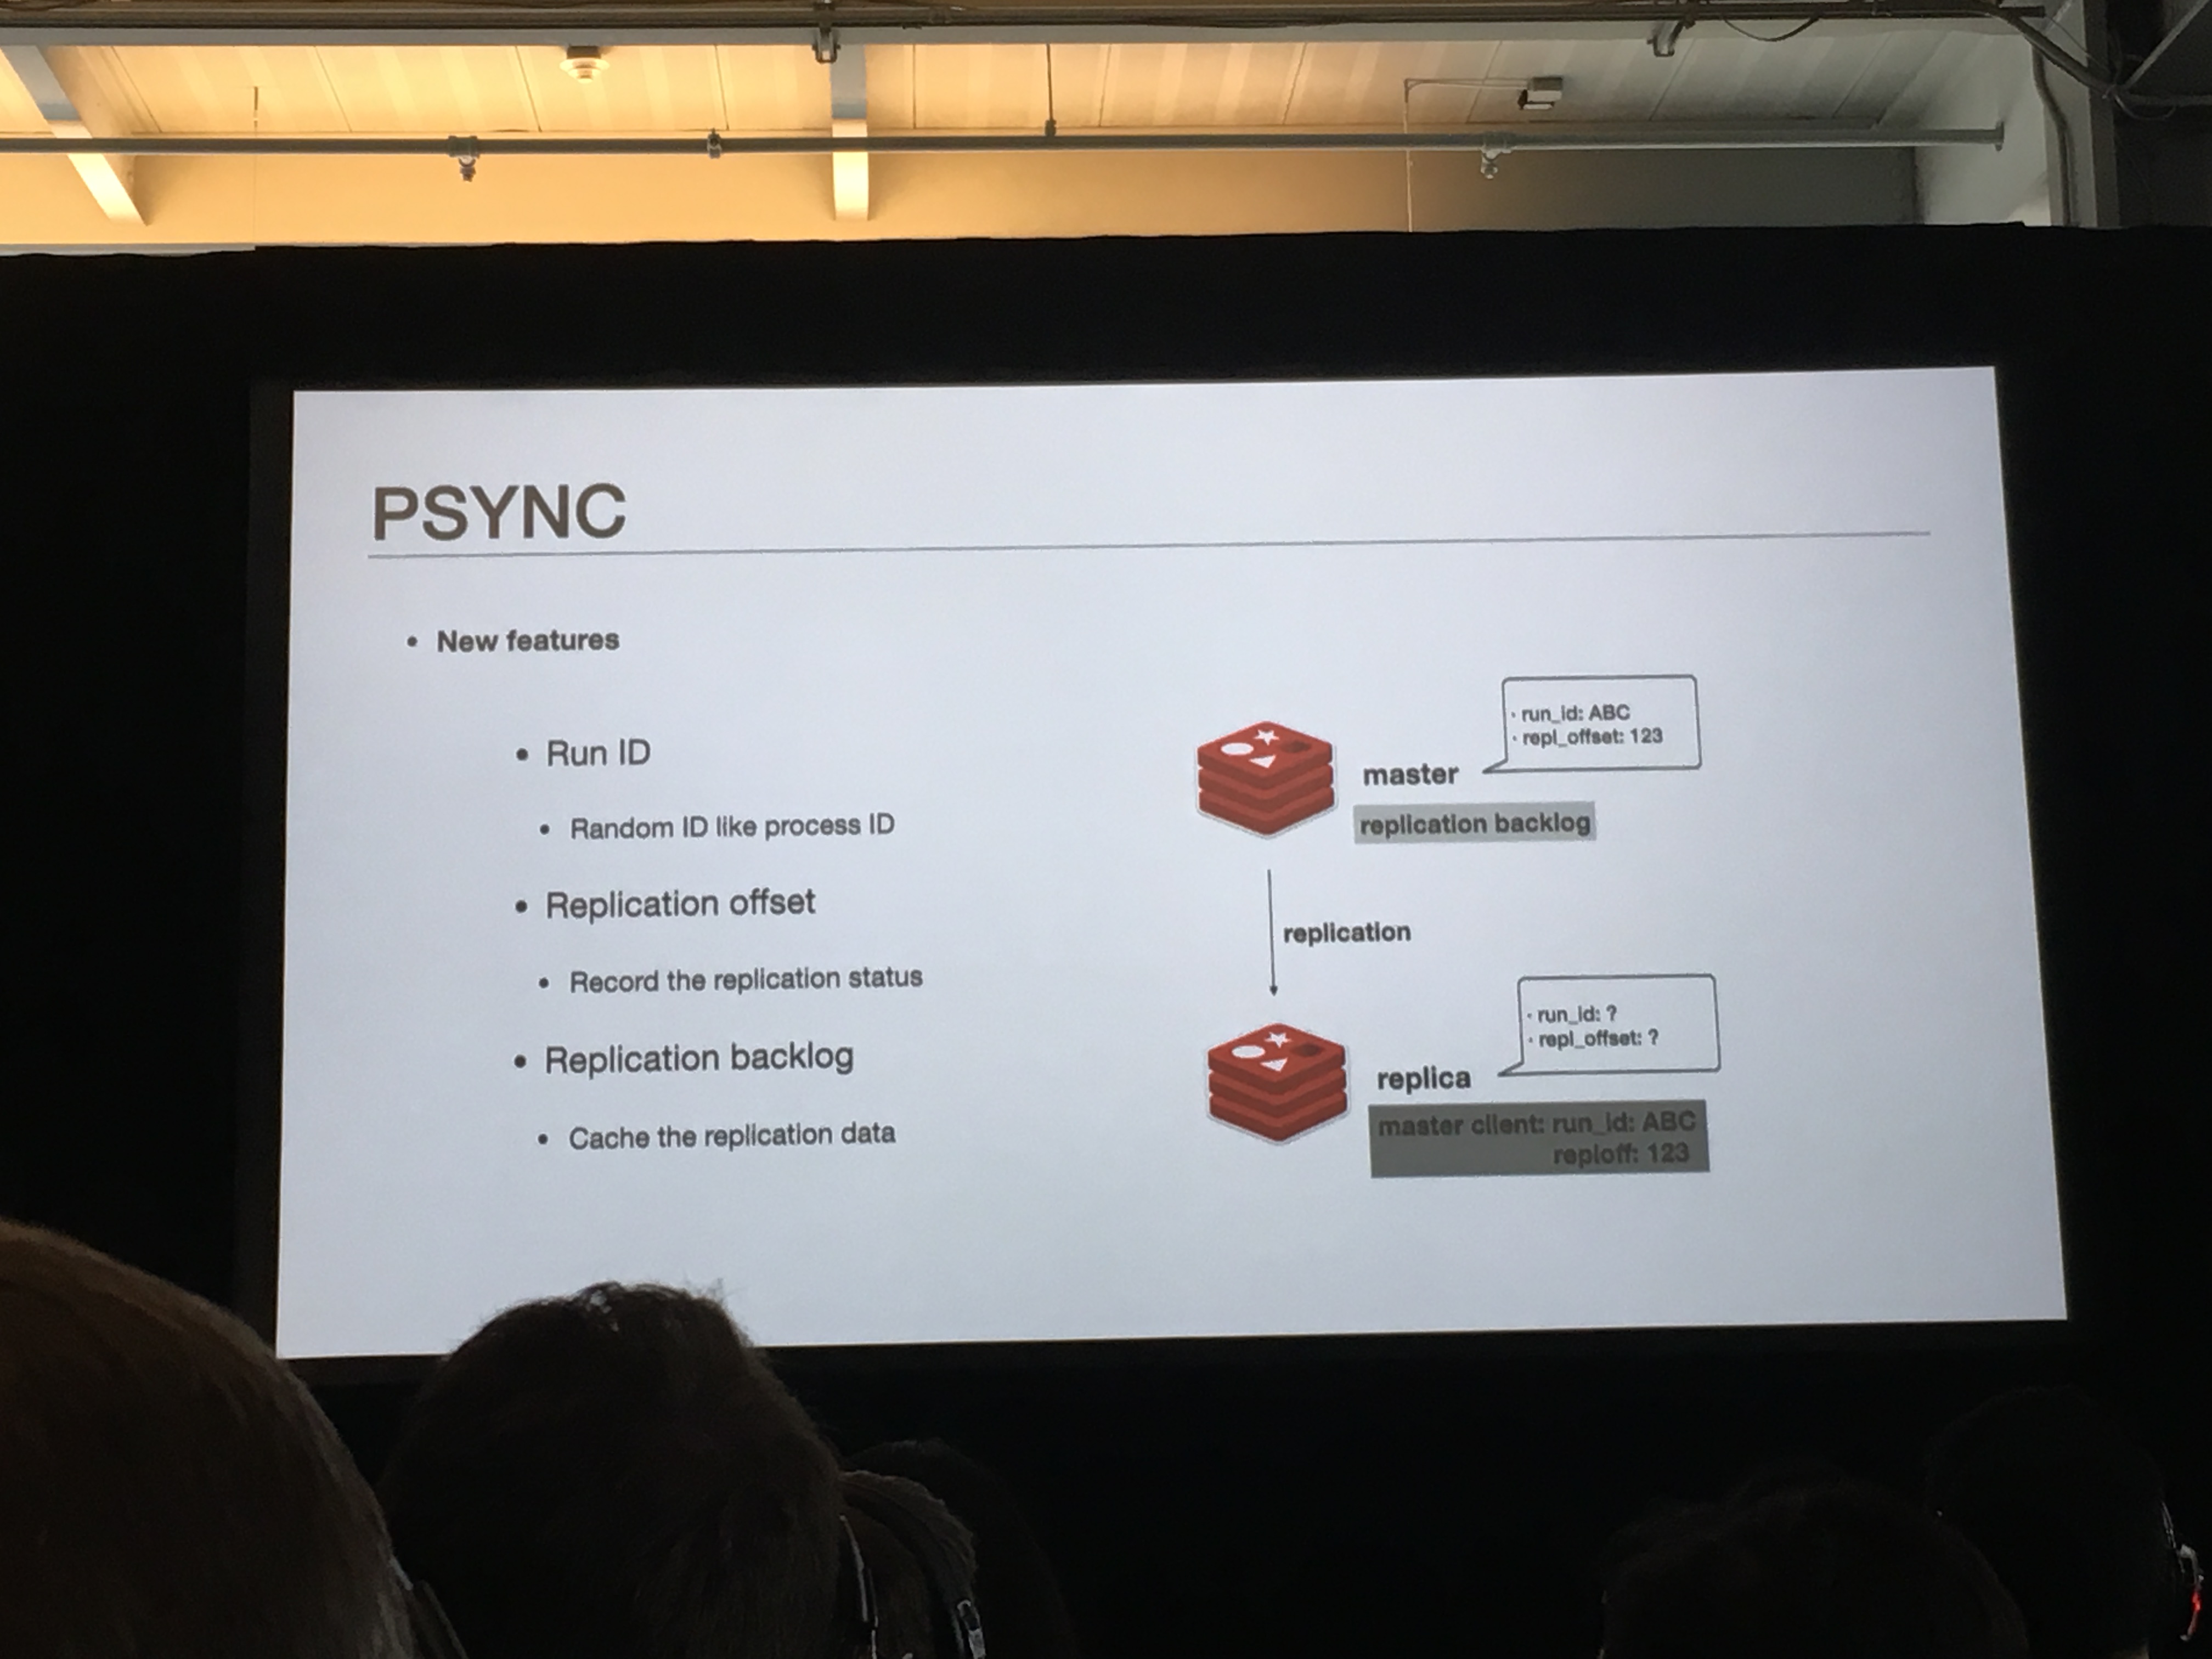 PSYNC
• New features
• Run ID
• Random ID like process ID
• Replication offset
• Record the replication status
• Replication backlog
• Cache the replication data
· run_id: ABC
· repl_offset: 123
master
replication backlog
replication
· run_id: ?
· repl_offset: ?
replica
master client: run_id: ABC
reploff: 123